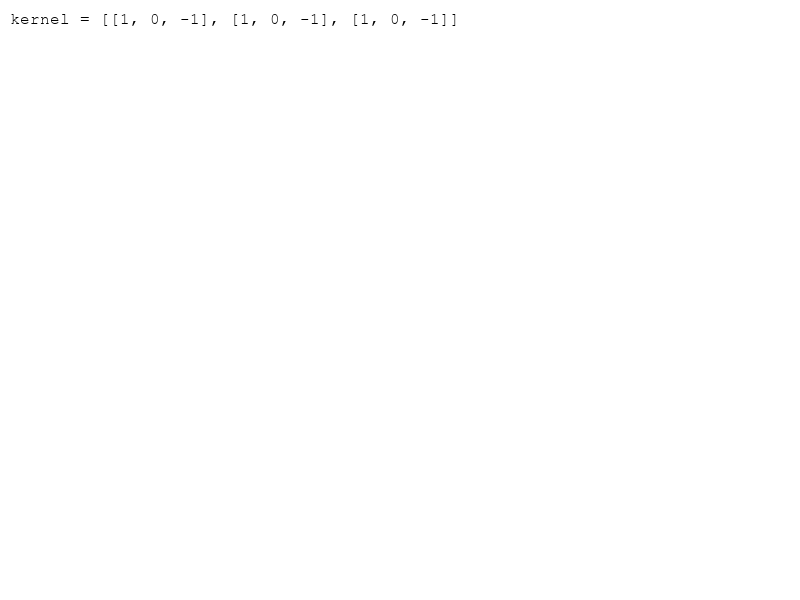 kernel = [[1, 0, -1], [1, 0, -1], [1, 0, -1]]